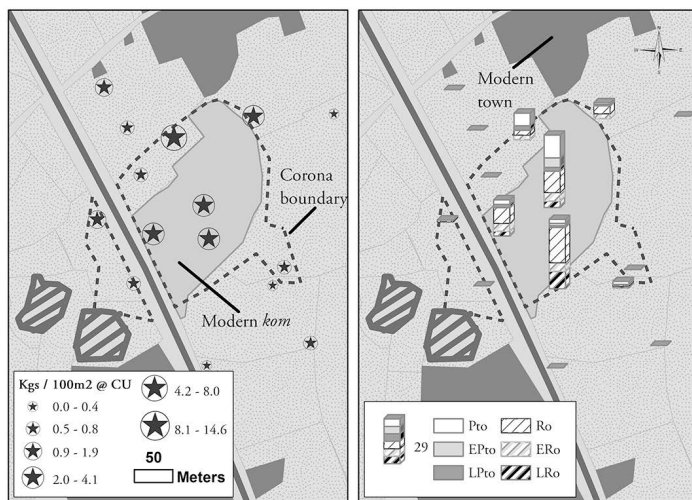 Corona
boundary
Modern kom
Kgs / 100m2 @ CU
0.0 - 0.4
0.5 - 0.8
0.9 - 1.9
2.0 - 4.1
4.2 - 8.0
8.1 - 14.6
50
Meters
Modern
town
N
W E
S
29
Pto
EPto
LPto
Ro
ERo
LRo